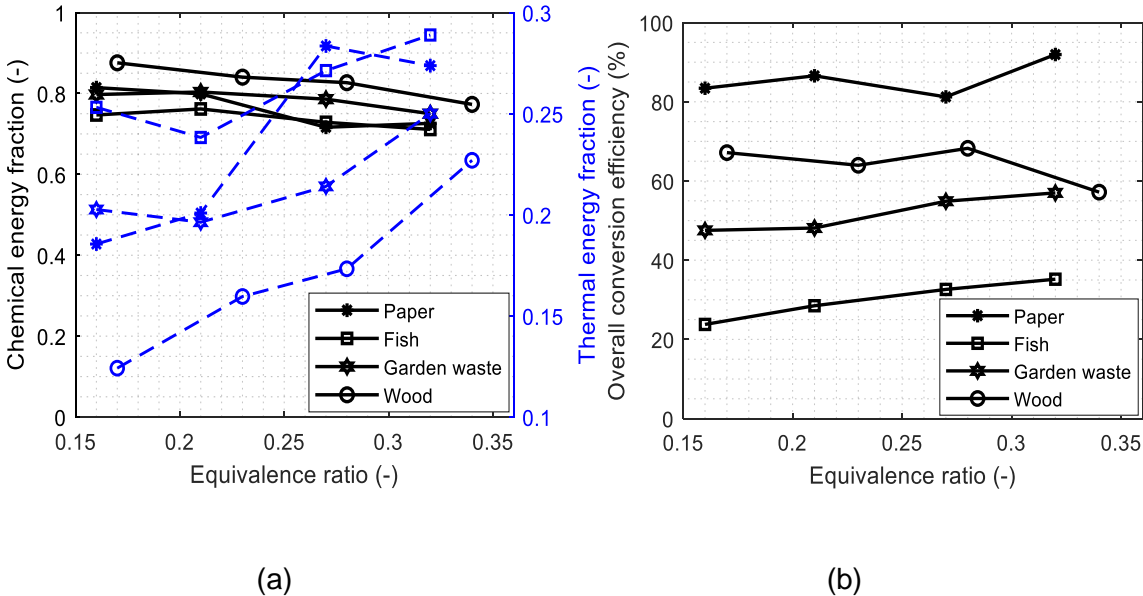 Chemical energy fraction (-)
1
0.8
0.6
0.4
0.2
0
0.15
0.2
0.25
0.3
0.35
Equivalence ratio (-)
Paper
Fish
Garden waste
Wood
0.3
0.25
0.2
0.15
0.1
Thermal energy fraction (-)
(a)
Overall conversion efficiency (%)
100
80
60
40
20
0
0.15
0.2
0.25
0.3
0.35
Equivalence ratio (-)
Paper
Fish
Garden waste
Wood
(b)